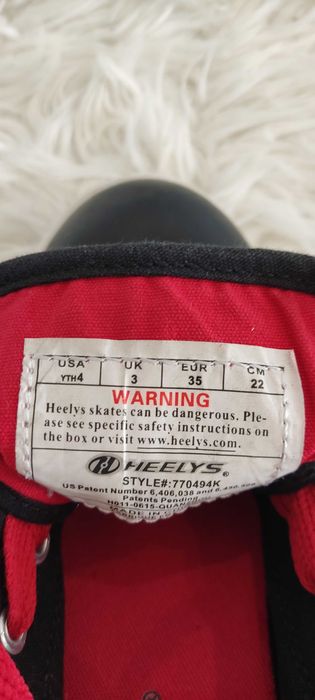 USA UK EUR CM
YTH4 3 35 22
WARNING
Heelys skates can be dangerous. Ple-
ase see specific safety instructions on
the box or visit www.heelys.com.
HEELYS®
STYLE#:770494K
US Patent Number 6,406,038 and
Patents Pending
MADE IN